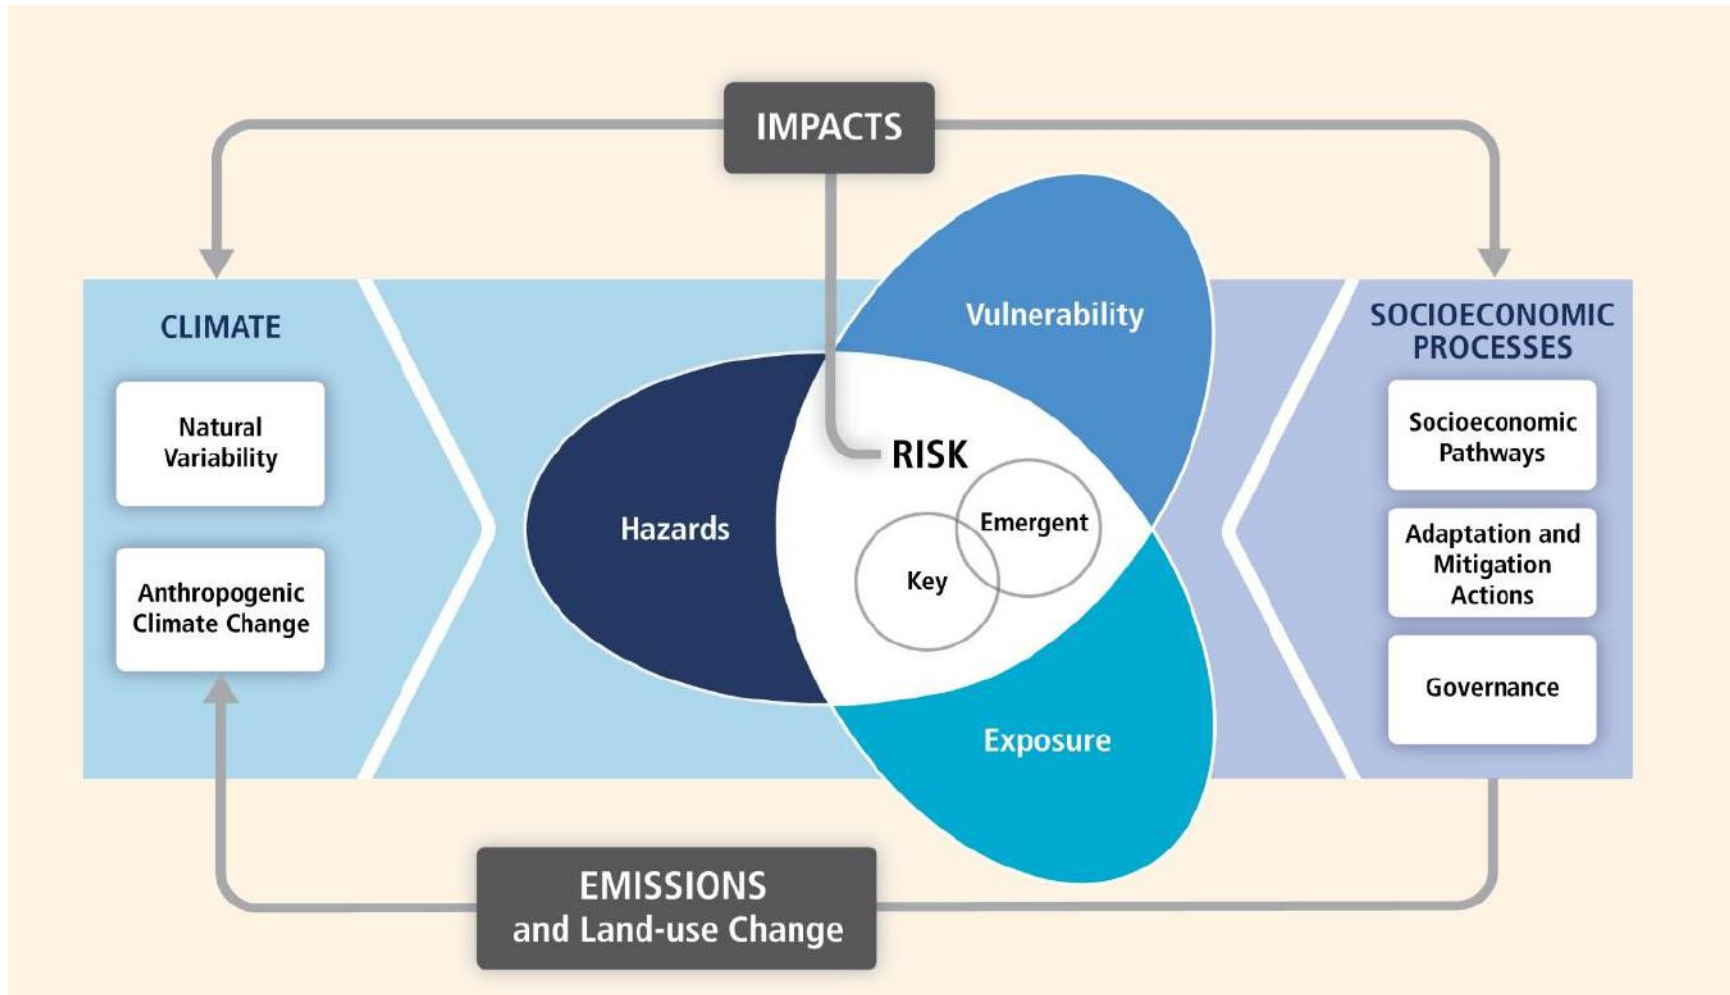 IMPACTS
CLIMATE
Natural
Variability
Anthropogenic
Climate Change
Vulnerability
Hazards
RISK
Emergent
Key
Exposure
SOCIOECONOMIC
PROCESSES
Socioeconomic
Pathways
Adaptation and
Mitigation
Actions
Governance
EMISSIONS
and Land-use Change